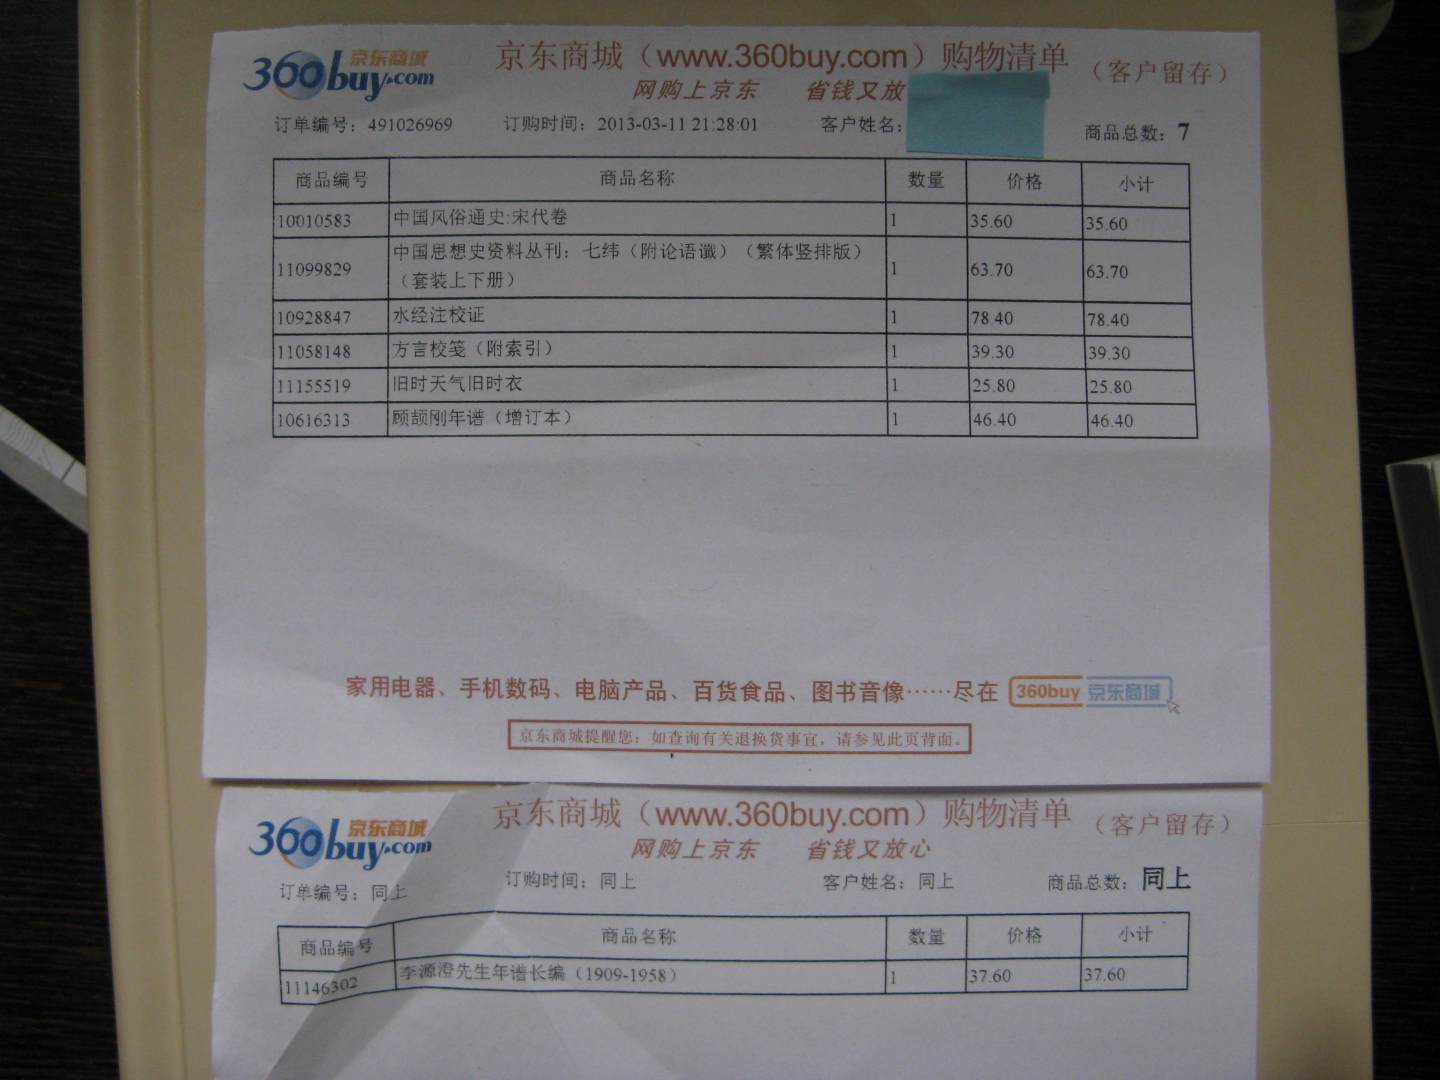 360buy.com 京东商城 京东商城（www.360buy.com）购物清单 （客户留存）
网购上京东 省钱又放
订单编号：491026969 订购时间：2013-03-11 21:28:01 客户姓名： 商品总数：7
商品编号 商品名称 数量 价格 小计
10010583 中国风俗通史:宋代卷 1 35.60 35.60
11099829 中国思想史资料丛刊：七纬（附论语谶）（繁体竖排版） 1 63.70 63.70
（套装上下册）
10928847 水经注校证 1 78.40 78.40
11058148 方言校笺（附索引） 1 39.30 39.30
11155519 旧时天气旧时衣 1 25.80 25.80
10616313 顾颉刚年谱（增订本） 1 46.40 46.40
家用电器、手机数码、电脑产品、百货食品、图书音像……尽在 360buy 京东商城
京东商城提醒您：如查询有关退换货事宜，请参见此页背面。
360buy.com 京东商城 京东商城（www.360buy.com）购物清单 （客户留存）
网购上京东 省钱又放心
订单编号：同上 订购时间：同上 客户姓名：同上 商品总数：同上
商品编号 商品名称 数量 价格 小计
11146302 李源澄先生年谱长编（1909-1958） 1 37.60 37.60